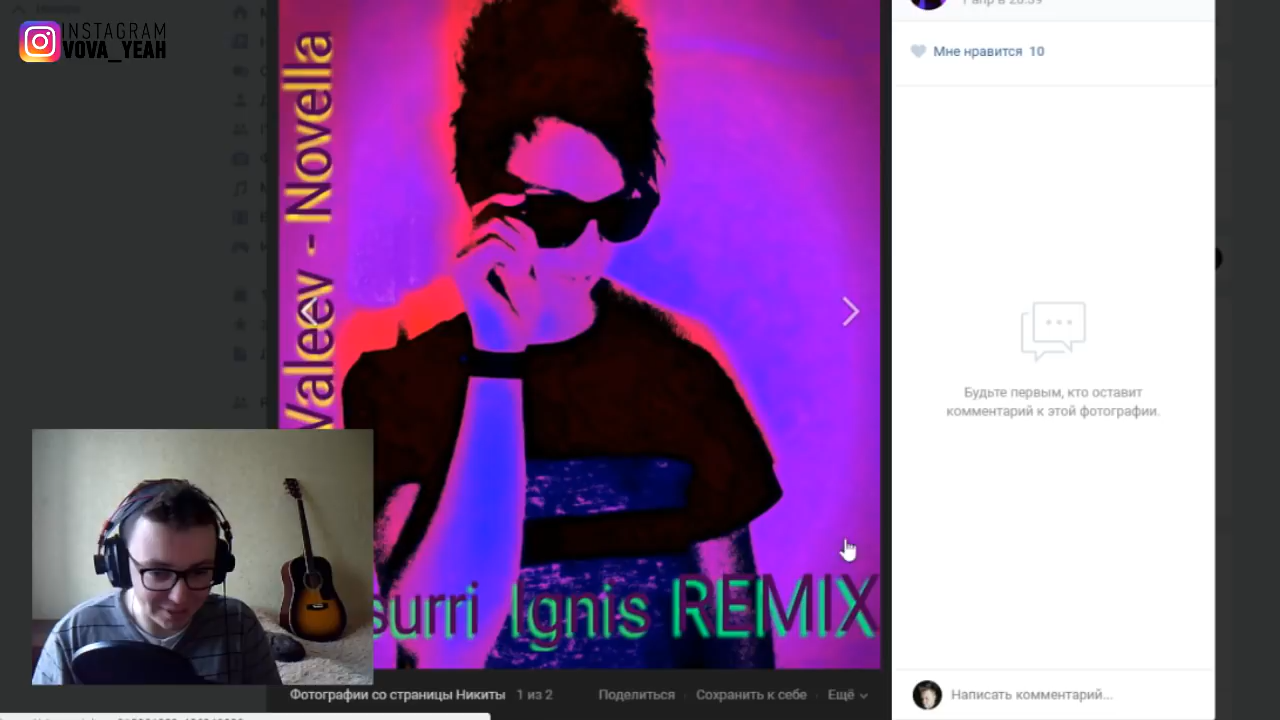 INSTAGRAM
VOVA_YEAH
Valeev - Novella
surri Ignis REMIX
Мне нравится 10
Будьте первым, кто оставит
комментарий к этой фотографии.
Фотографии со страницы Никиты 1 из 2 Поделиться Сохранить к себе Ещё
Написать комментарий...